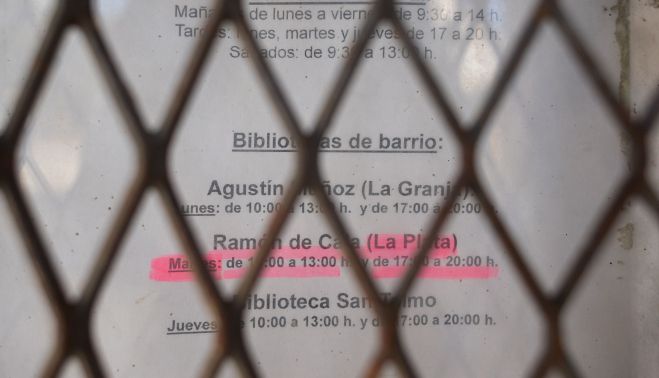 Mañanas de lunes a viernes de 9:30 a 14 h.
Tardes: lunes, martes y jueves de 17 a 20 h.
Sábados: de 9:30 a 13:00 h.
Bibliotecas de barrio:
Agustín Muñoz (La Granja):
Lunes: de 10:00 a 13:00 h. y de 17:00 a 20:00 h.
Ramón de (La Plata)
Martes: de 10:00 a 13:00 h. y de 17:00 a 20:00 h.
Biblioteca San Telmo
Jueves: de 10:00 a 13:00 h. y de 17:00 a 20:00 h.